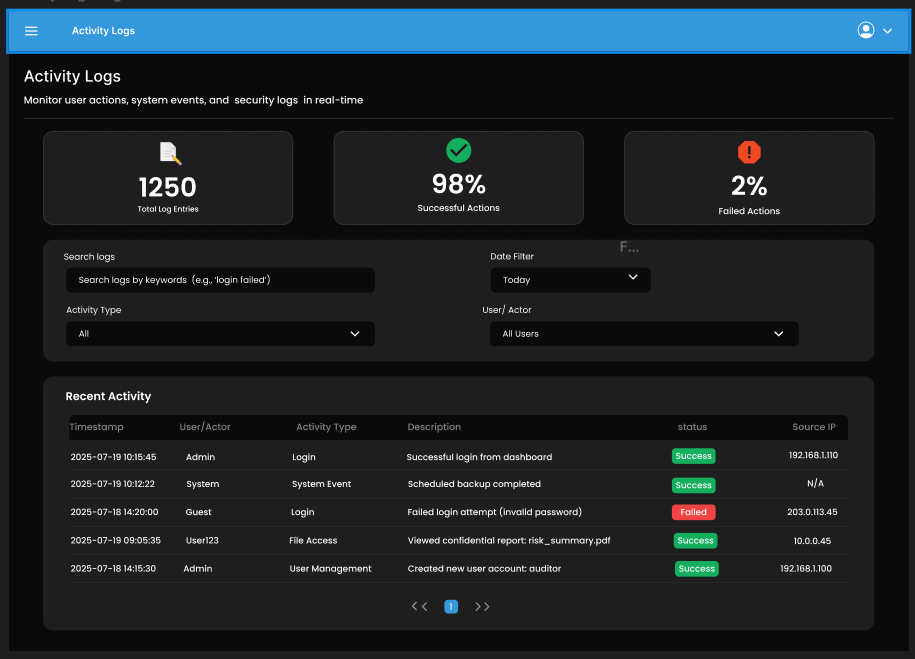 Activity Logs
Activity Logs
Monitor user actions, system events, and security logs in real-time
1250
Total Log Entries
98%
Successful Actions
2%
Failed Actions
F...
Search logs
Date Filter
Search logs by keywords (e.g., 'login failed')
Today
Activity Type
User/ Actor
All
All Users
Recent Activity
Timestamp User/Actor Activity Type Description status Source IP
2025-07-19 10:15:45 Admin Login Successful login from dashboard Success 192.168.1.110
2025-07-19 10:12:22 System System Event Scheduled backup completed Success N/A
2025-07-18 14:20:00 Guest Login Failed login attempt (invalid password) Failed 203.0.113.45
2025-07-19 09:05:35 User123 File Access Viewed confidential report: risk_summary.pdf Success 10.0.0.45
2025-07-18 14:15:30 Admin User Management Created new user account: auditor Success 192.168.1.100
<< 1 >>